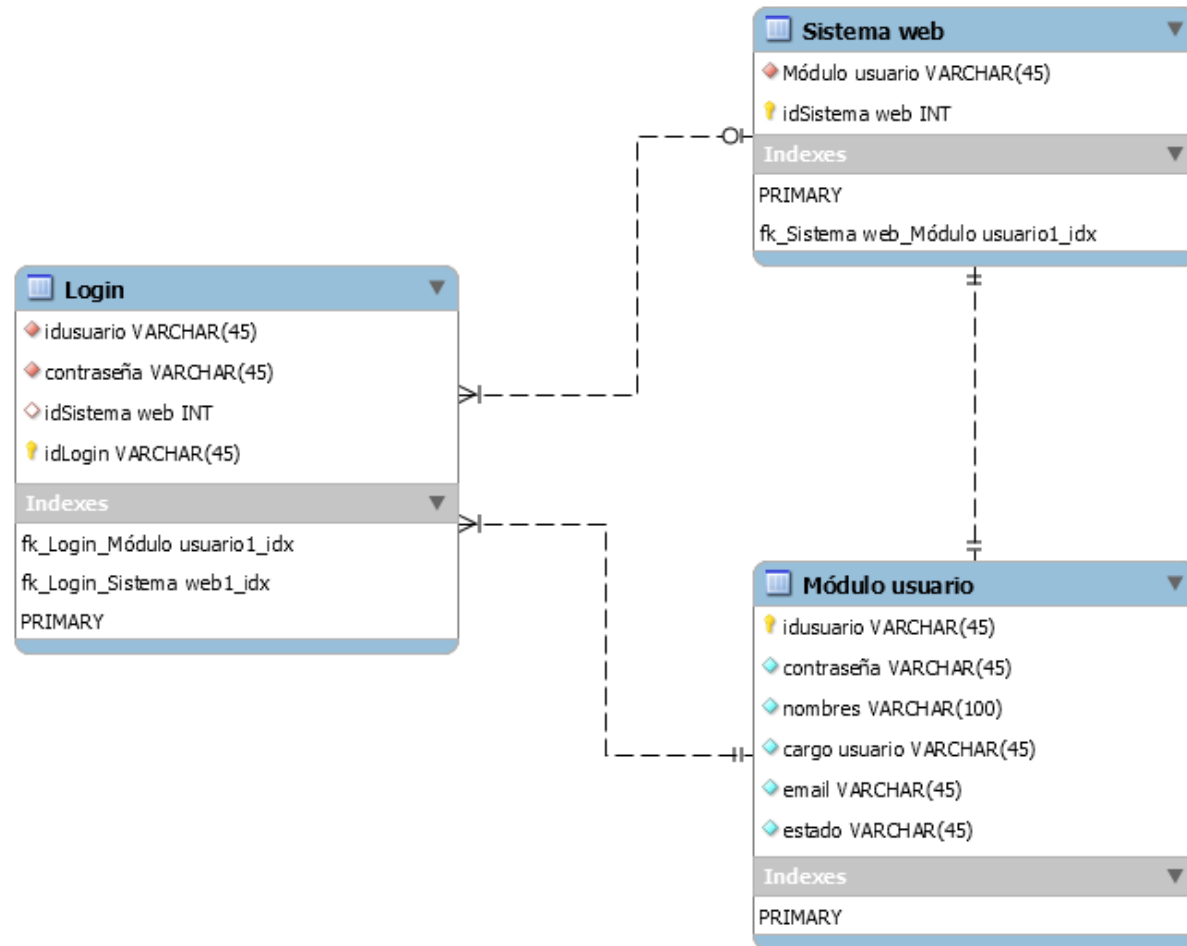 Sistema web
Módulo usuario VARCHAR(45)
idSistema web INT
Indexes
PRIMARY
fk_Sistema web_Módulo usuario1_idx
Login
idusuario VARCHAR(45)
contraseña VARCHAR(45)
idSistema web INT
idLogin VARCHAR(45)
Indexes
fk_Login_Módulo usuario1_idx
fk_Login_Sistema web1_idx
PRIMARY
Módulo usuario
idusuario VARCHAR(45)
contraseña VARCHAR(45)
nombres VARCHAR(100)
cargo usuario VARCHAR(45)
email VARCHAR(45)
estado VARCHAR(45)
Indexes
PRIMARY